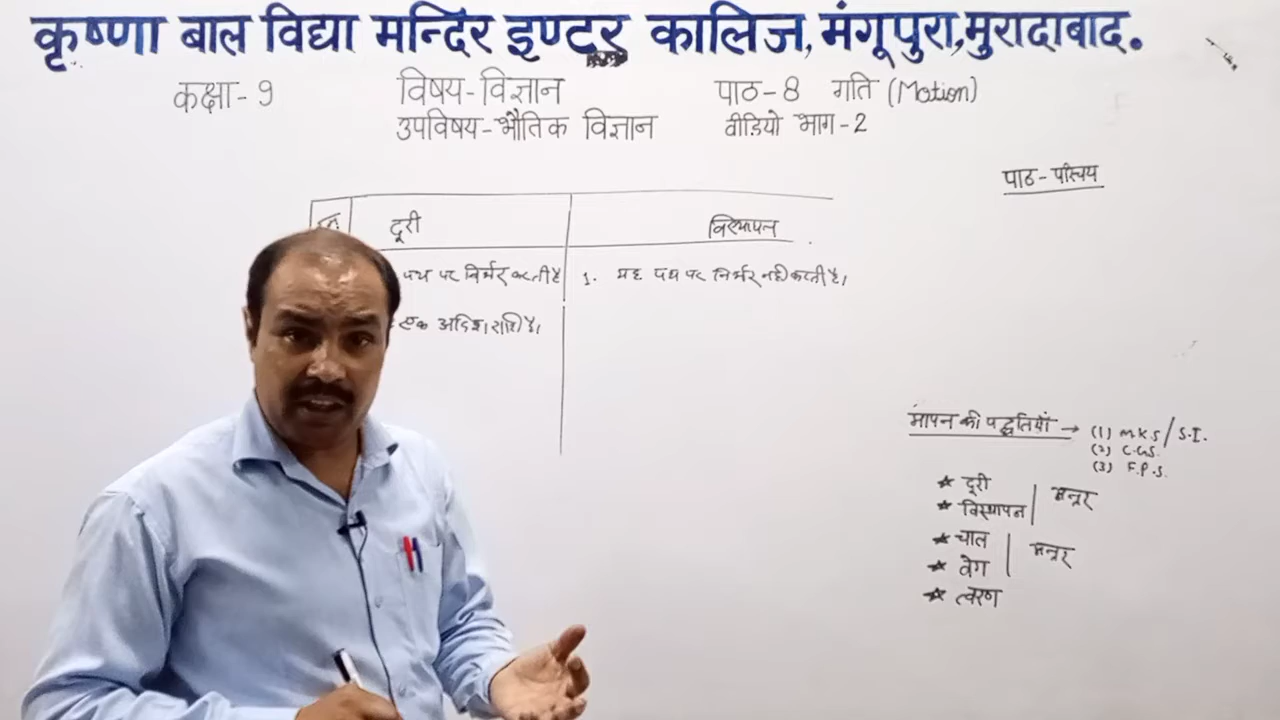 कृष्णा बाल विद्या मन्दिर इण्टर कालिज, मंगूपुरा, मुरादाबाद.
कक्षा - 9 विषय - विज्ञान पाठ - 8 गति (Motion)
उपविषय - भौतिक विज्ञान वीडियो भाग - 2
पाठ - परिचय
दूरी विस्थापन
पथ पर निर्भर करती है 1. यह पथ पर निर्भर नही करती है।
एक अदिश राशि है।
मापन की पद्धतियाँ → (1) M.K.S / S.I.
(2) C.G.S.
(3) F.P.S.
★ दूरी
★ विस्थापन अन्तर
★ चाल
★ वेग अन्तर
★ त्वरण